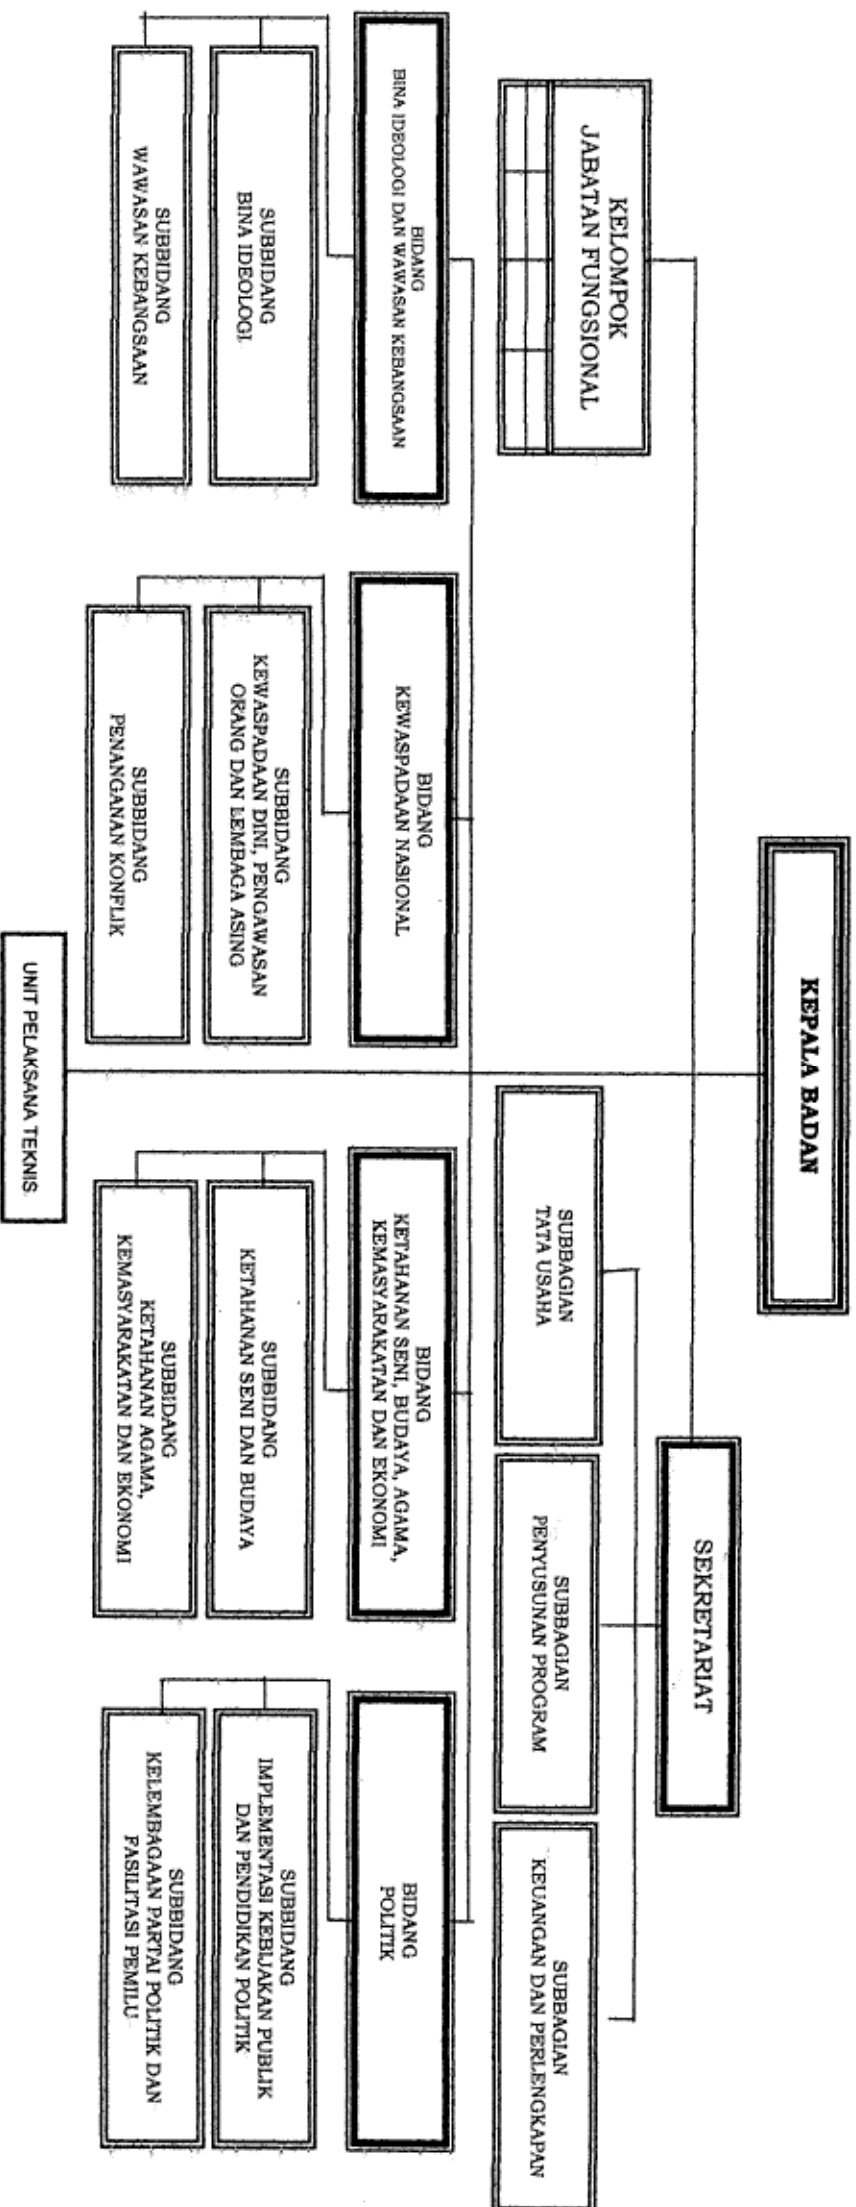 KEPALA BADAN
KELOMPOK
JABATAN FUNGSIONAL
SEKRETARIAT
SUBBAGIAN
TATA USAHA
SUBBAGIAN
PENYUSUNAN PROGRAM
SUBBAGIAN
KEUANGAN DAN PERLENGKAPAN
BIDANG
BINA IDEOLOGI DAN WAWASAN KEBANGSAAN
BIDANG
KEWASPADAAN NASIONAL
BIDANG
KETAHANAN SENI, BUDAYA, AGAMA,
KEMASYARAKATAN DAN EKONOMI
BIDANG
POLITIK
SUBBIDANG
BINA IDEOLOGI
SUBBIDANG
KEWASPADAAN DINI, PENGAWASAN
ORANG DAN LEMBAGA ASING
SUBBIDANG
KETAHANAN SENI DAN BUDAYA
SUBBIDANG
IMPLEMENTASI KEBIJAKAN PUBLIK
DAN PENDIDIKAN POLITIK
SUBBIDANG
WAWASAN KEBANGSAAN
SUBBIDANG
PENANGANAN KONFLIK
SUBBIDANG
KETAHANAN AGAMA,
KEMASYARAKATAN DAN EKONOMI
SUBBIDANG
KELEMBAGAAN PARTAI POLITIK DAN
FASILITASI PEMILU
UNIT PELAKSANA TEKNIS